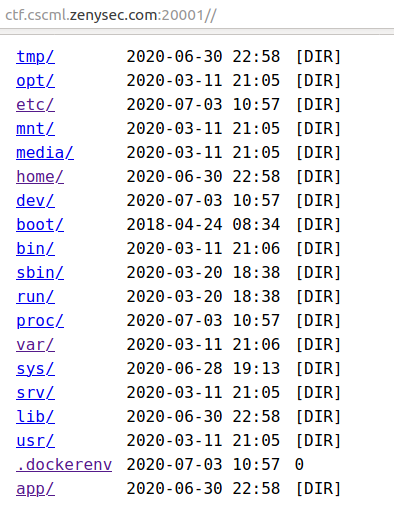 ctf.cscml.zenysec.com:20001//
tmp/ 2020-06-30 22:58 [DIR]
opt/ 2020-03-11 21:05 [DIR]
etc/ 2020-07-03 10:57 [DIR]
mnt/ 2020-03-11 21:05 [DIR]
media/ 2020-03-11 21:05 [DIR]
home/ 2020-06-30 22:58 [DIR]
dev/ 2020-07-03 10:57 [DIR]
boot/ 2018-04-24 08:34 [DIR]
bin/ 2020-03-11 21:06 [DIR]
sbin/ 2020-03-20 18:38 [DIR]
run/ 2020-03-20 18:38 [DIR]
proc/ 2020-07-03 10:57 [DIR]
var/ 2020-03-11 21:06 [DIR]
sys/ 2020-06-28 19:13 [DIR]
srv/ 2020-03-11 21:05 [DIR]
lib/ 2020-06-30 22:58 [DIR]
usr/ 2020-03-11 21:05 [DIR]
.dockerenv 2020-07-03 10:57 0
app/ 2020-06-30 22:58 [DIR]